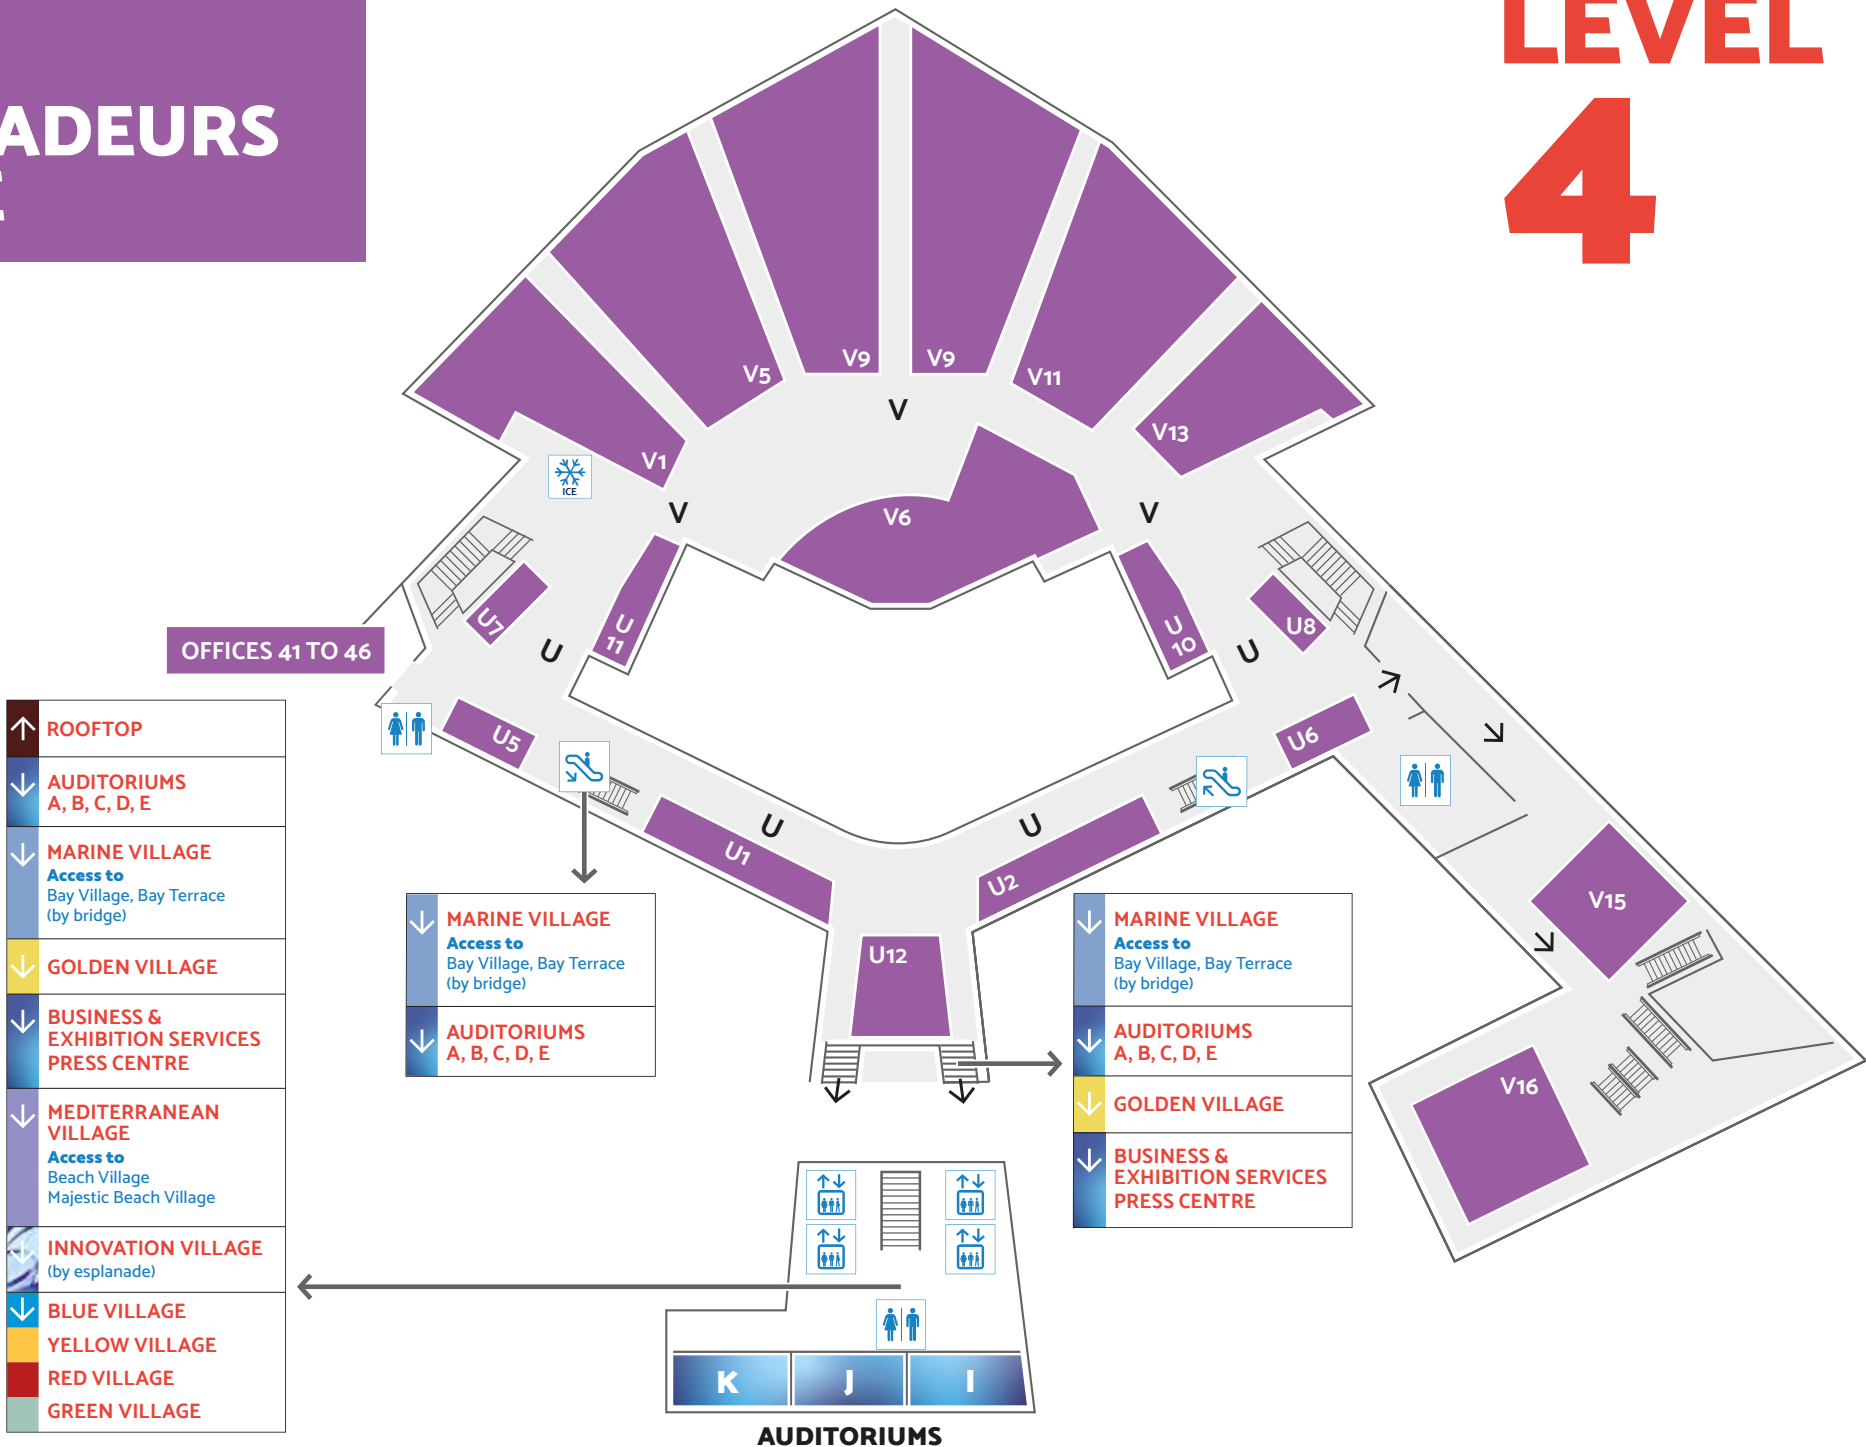 ADEURS
LEVEL
4
V5
V9
V9
V11
V
V13
V1
ICE
V
V6
V
U7
U
11
U
10
U8
U
U
OFFICES 41 TO 46
U5
U6
U
U
U1
U2
U12
V15
V16
ROOFTOP
AUDITORIUMS
A, B, C, D, E
MARINE VILLAGE
Access to
Bay Village, Bay Terrace
(by bridge)
GOLDEN VILLAGE
BUSINESS &
EXHIBITION SERVICES
PRESS CENTRE
MEDITERRANEAN
VILLAGE
Access to
Beach Village
Majestic Beach Village
INNOVATION VILLAGE
(by esplanade)
BLUE VILLAGE
YELLOW VILLAGE
RED VILLAGE
GREEN VILLAGE
MARINE VILLAGE
Access to
Bay Village, Bay Terrace
(by bridge)
AUDITORIUMS
A, B, C, D, E
MARINE VILLAGE
Access to
Bay Village, Bay Terrace
(by bridge)
AUDITORIUMS
A, B, C, D, E
GOLDEN VILLAGE
BUSINESS &
EXHIBITION SERVICES
PRESS CENTRE
K
J
I
AUDITORIUMS